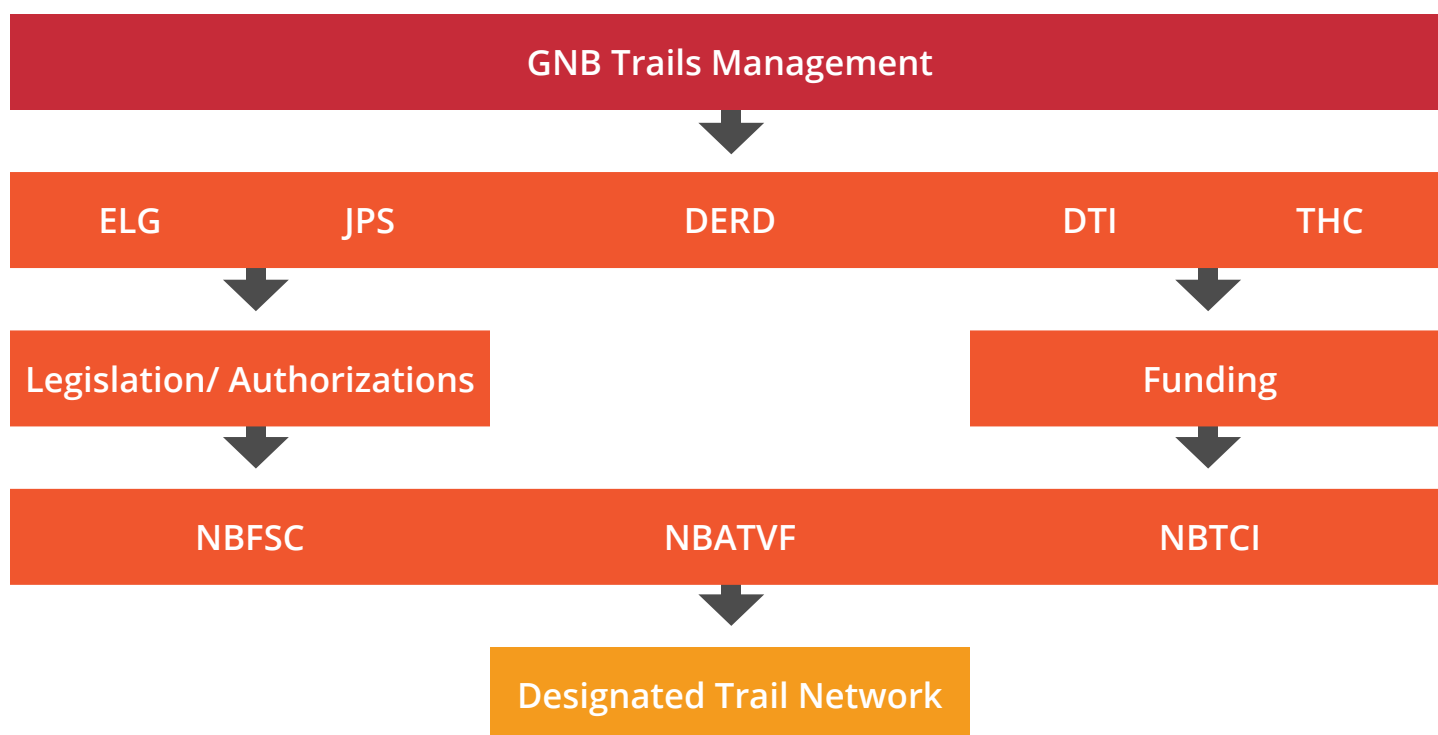 GNB Trails Management
ELG JPS DERD DTI THC
Legislation/ Authorizations Funding
NBFSC NBATVF NBTCI
Designated Trail Network